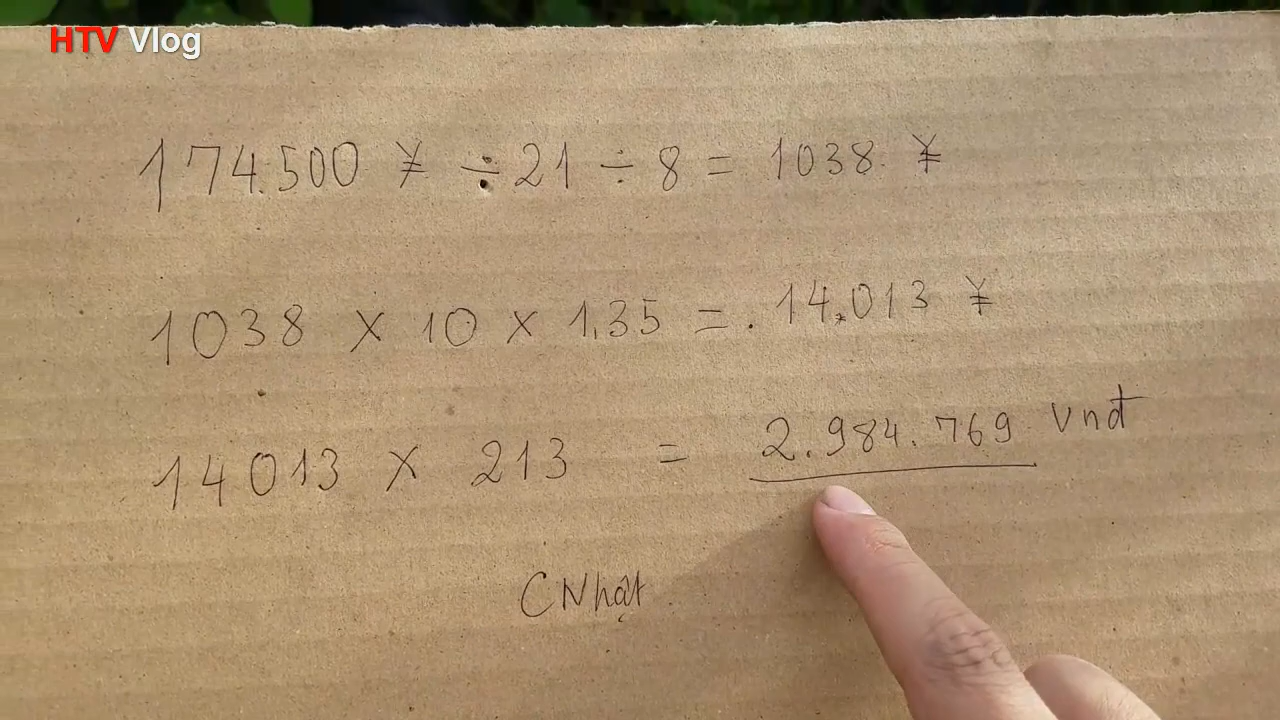 HTV Vlog
174.500 ¥ ÷ 21 ÷ 8 = 1038 ¥
1038 × 10 × 1,35 = 14.013 ¥
14013 × 213 = 2.984.769 vnđ
CNhật